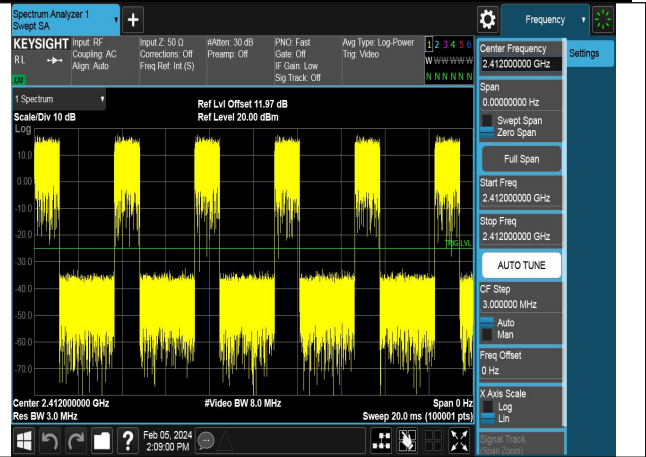 Spectrum Analyzer 1
Swept SA
Frequency
KEYSIGHT
R L
Input: RF
Coupling: AC
Align: Auto
Input Z: 50 Ω
Corrections: Off
Freq Ref: Int (S)
#Atten: 30 dB
Preamp: Off
PNO: Fast
Gate: Off
IF Gain: Low
Sig Track: Off
Avg Type: Log-Power
Trig: Video
1 2 3 4 5 6
W W W W W W
N N N N N N
1 Spectrum
Scale/Div 10 dB
Log
Ref Lvl Offset 11.97 dB
Ref Level 20.00 dBm
10.0
0.00
-10.0
-20.0
-30.0
-40.0
-50.0
-60.0
-70.0
TRIG LVL
Center 2.412000000 GHz
Res BW 3.0 MHz
#Video BW 8.0 MHz
Span 0 Hz
Sweep 20.0 ms (100001 pts)
Center Frequency
2.412000000 GHz
Settings
Span
0.00000000 Hz
Swept Span
Zero Span
Full Span
Start Freq
2.412000000 GHz
Stop Freq
2.412000000 GHz
AUTO TUNE
CF Step
3.000000 MHz
Auto
Man
Freq Offset
0 Hz
X Axis Scale
Log
Lin
Signal Track
(Span Zoom)
?
Feb 05, 2024
2:09:00 PM